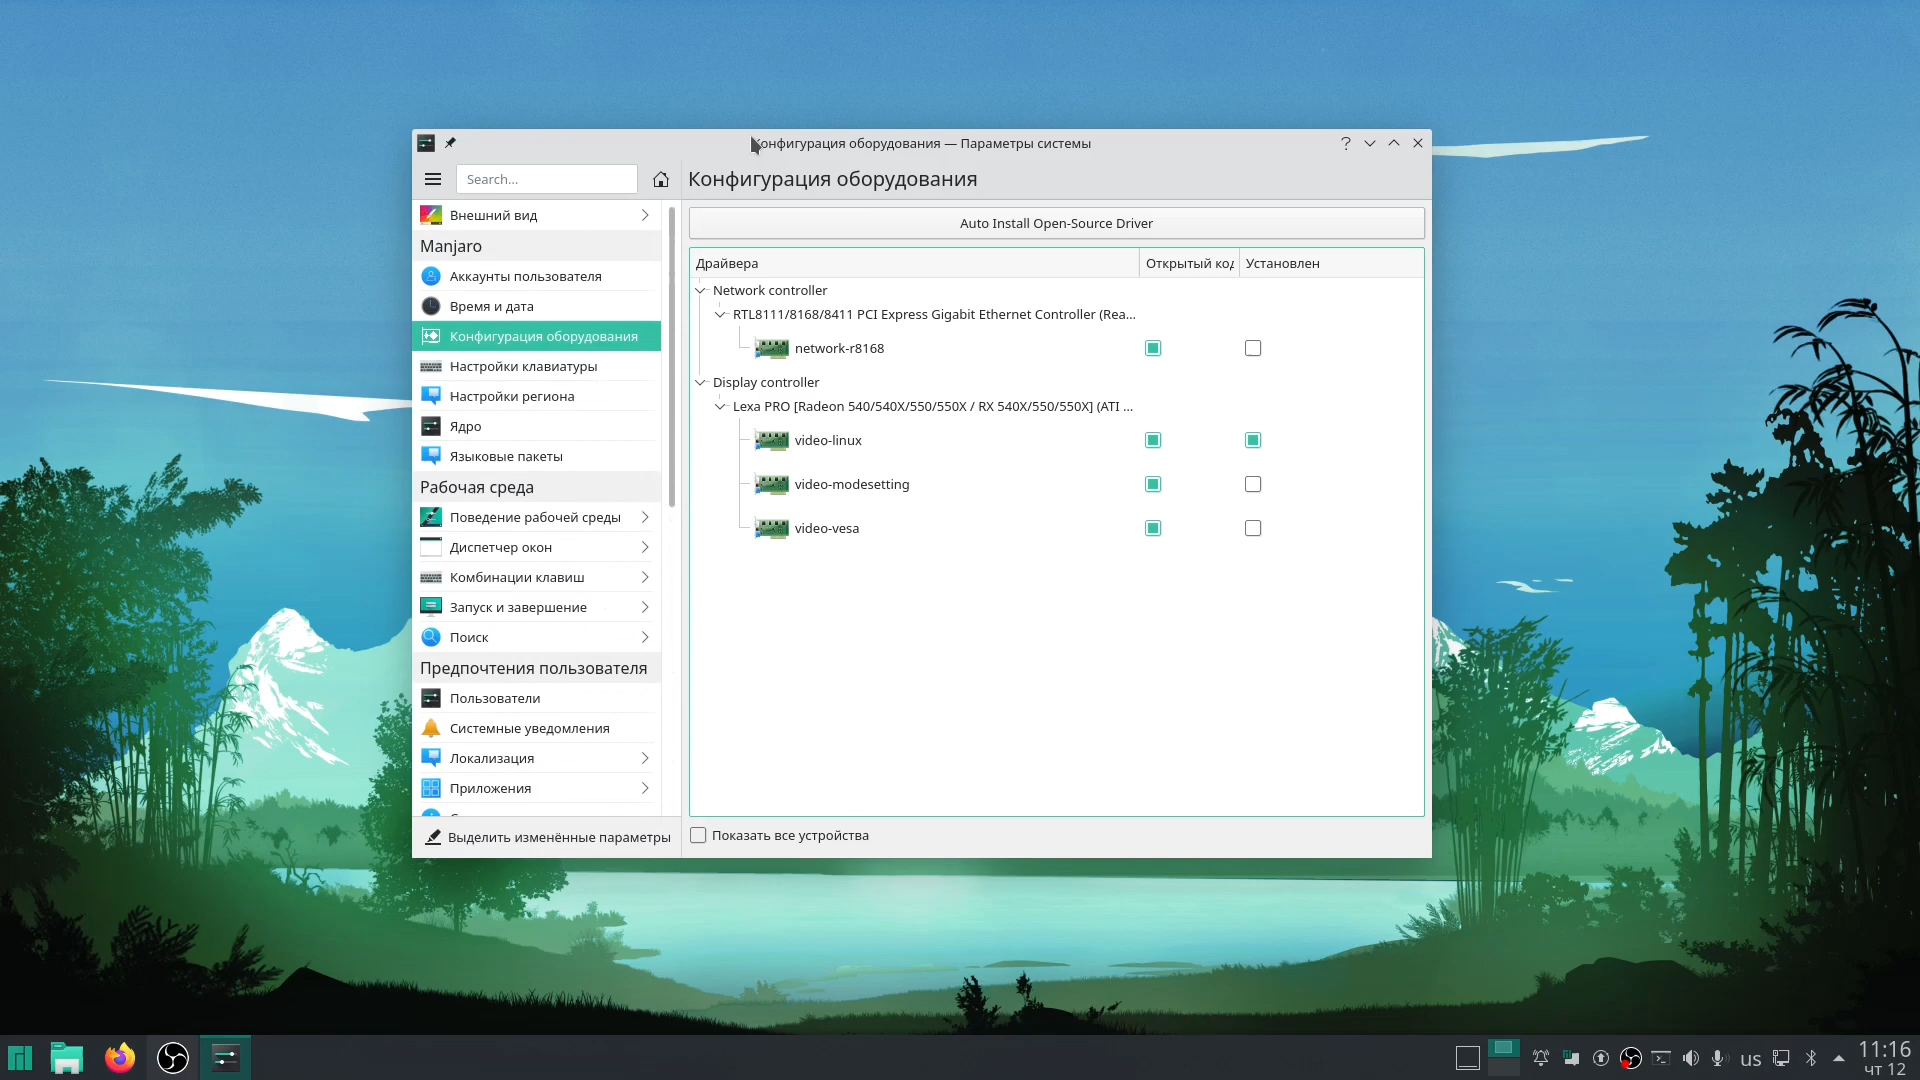 Конфигурация оборудования — Параметры системы
Search...
Конфигурация оборудования
Внешний вид
Manjaro
Аккаунты пользователя
Время и дата
Конфигурация оборудования
Настройки клавиатуры
Настройки региона
Ядро
Языковые пакеты
Рабочая среда
Поведение рабочей среды
Диспетчер окон
Комбинации клавиш
Запуск и завершение
Поиск
Предпочтения пользователя
Пользователи
Системные уведомления
Локализация
Приложения
Выделить изменённые параметры
Auto Install Open-Source Driver
Драйвера Открытый код Установлен
Network controller
RTL8111/8168/8411 PCI Express Gigabit Ethernet Controller (Rea...
network-r8168
Display controller
Lexa PRO [Radeon 540/540X/550/550X / RX 540X/550/550X] (ATI ...
video-linux
video-modesetting
video-vesa
Показать все устройства
us
11:16
чт 12